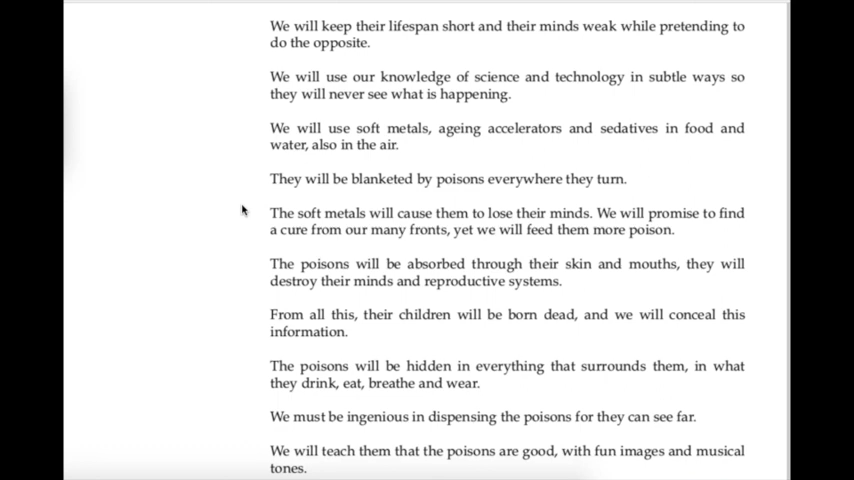 We will keep their lifespan short and their minds weak while pretending to
do the opposite.
We will use our knowledge of science and technology in subtle ways so
they will never see what is happening.
We will use soft metals, ageing accelerators and sedatives in food and
water, also in the air.
They will be blanketed by poisons everywhere they turn.
The soft metals will cause them to lose their minds. We will promise to find
a cure from our many fronts, yet we will feed them more poison.
The poisons will be absorbed through their skin and mouths, they will
destroy their minds and reproductive systems.
From all this, their children will be born dead, and we will conceal this
information.
The poisons will be hidden in everything that surrounds them, in what
they drink, eat, breathe and wear.
We must be ingenious in dispensing the poisons for they can see far.
We will teach them that the poisons are good, with fun images and musical
tones.